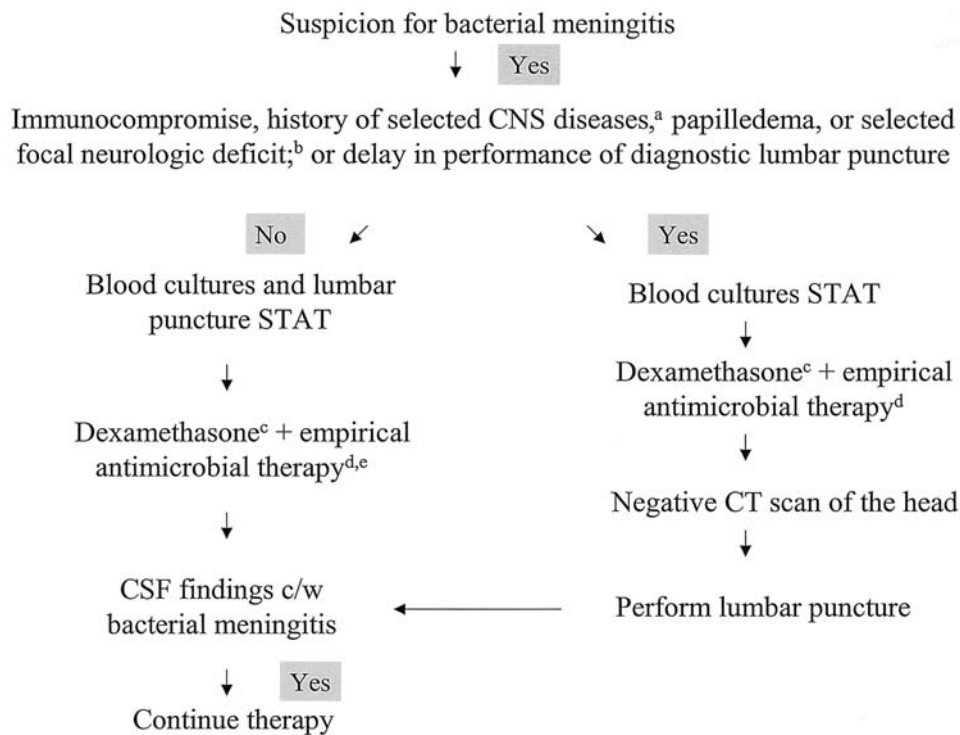 Suspicion for bacterial meningitis
Yes
Immunocompromise, history of selected CNS diseases,ᵃ papilledema, or selected
focal neurologic deficit;ᵇ or delay in performance of diagnostic lumbar puncture
No
Yes
Blood cultures and lumbar
puncture STAT
Blood cultures STAT
Dexamethasoneᶜ + empirical
antimicrobial therapyᵈ
Dexamethasoneᶜ + empirical
antimicrobial therapyᵈ,ᵉ
Negative CT scan of the head
CSF findings c/w
bacterial meningitis
Perform lumbar puncture
Yes
Continue therapy